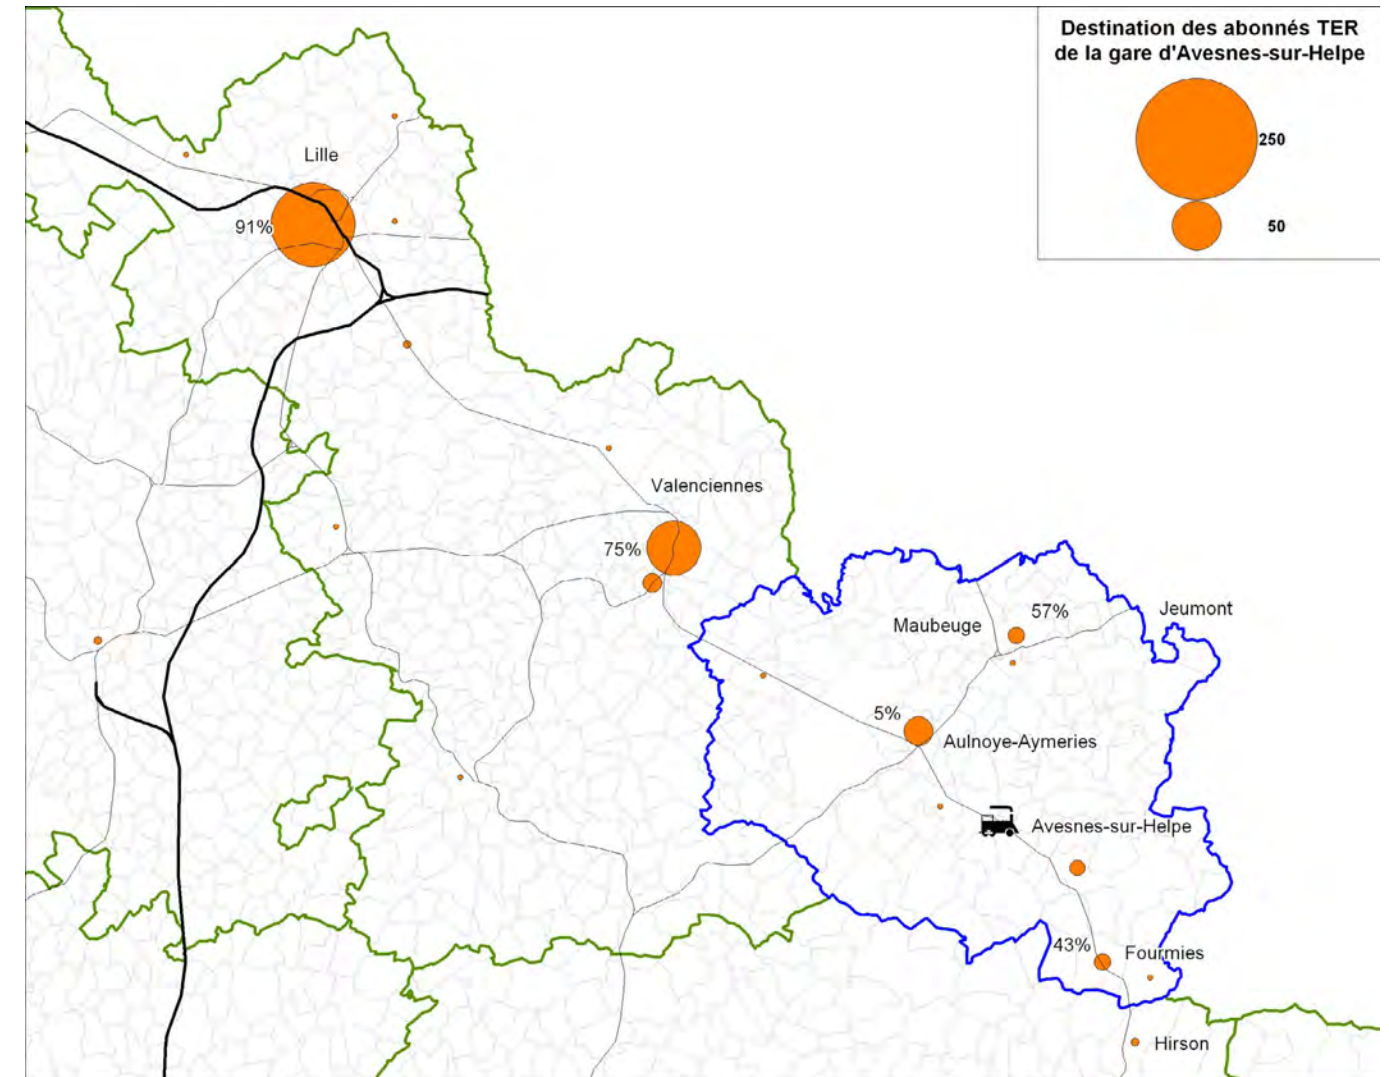 Destination des abonnés TER
de la gare d'Avesnes-sur-Helpe
250
50
Lille
91%
Valenciennes
75%
57%
Jeumont
Maubeuge
5%
Aulnoye-Aymeries
Avesnes-sur-Helpe
43%
Fourmies
Hirson